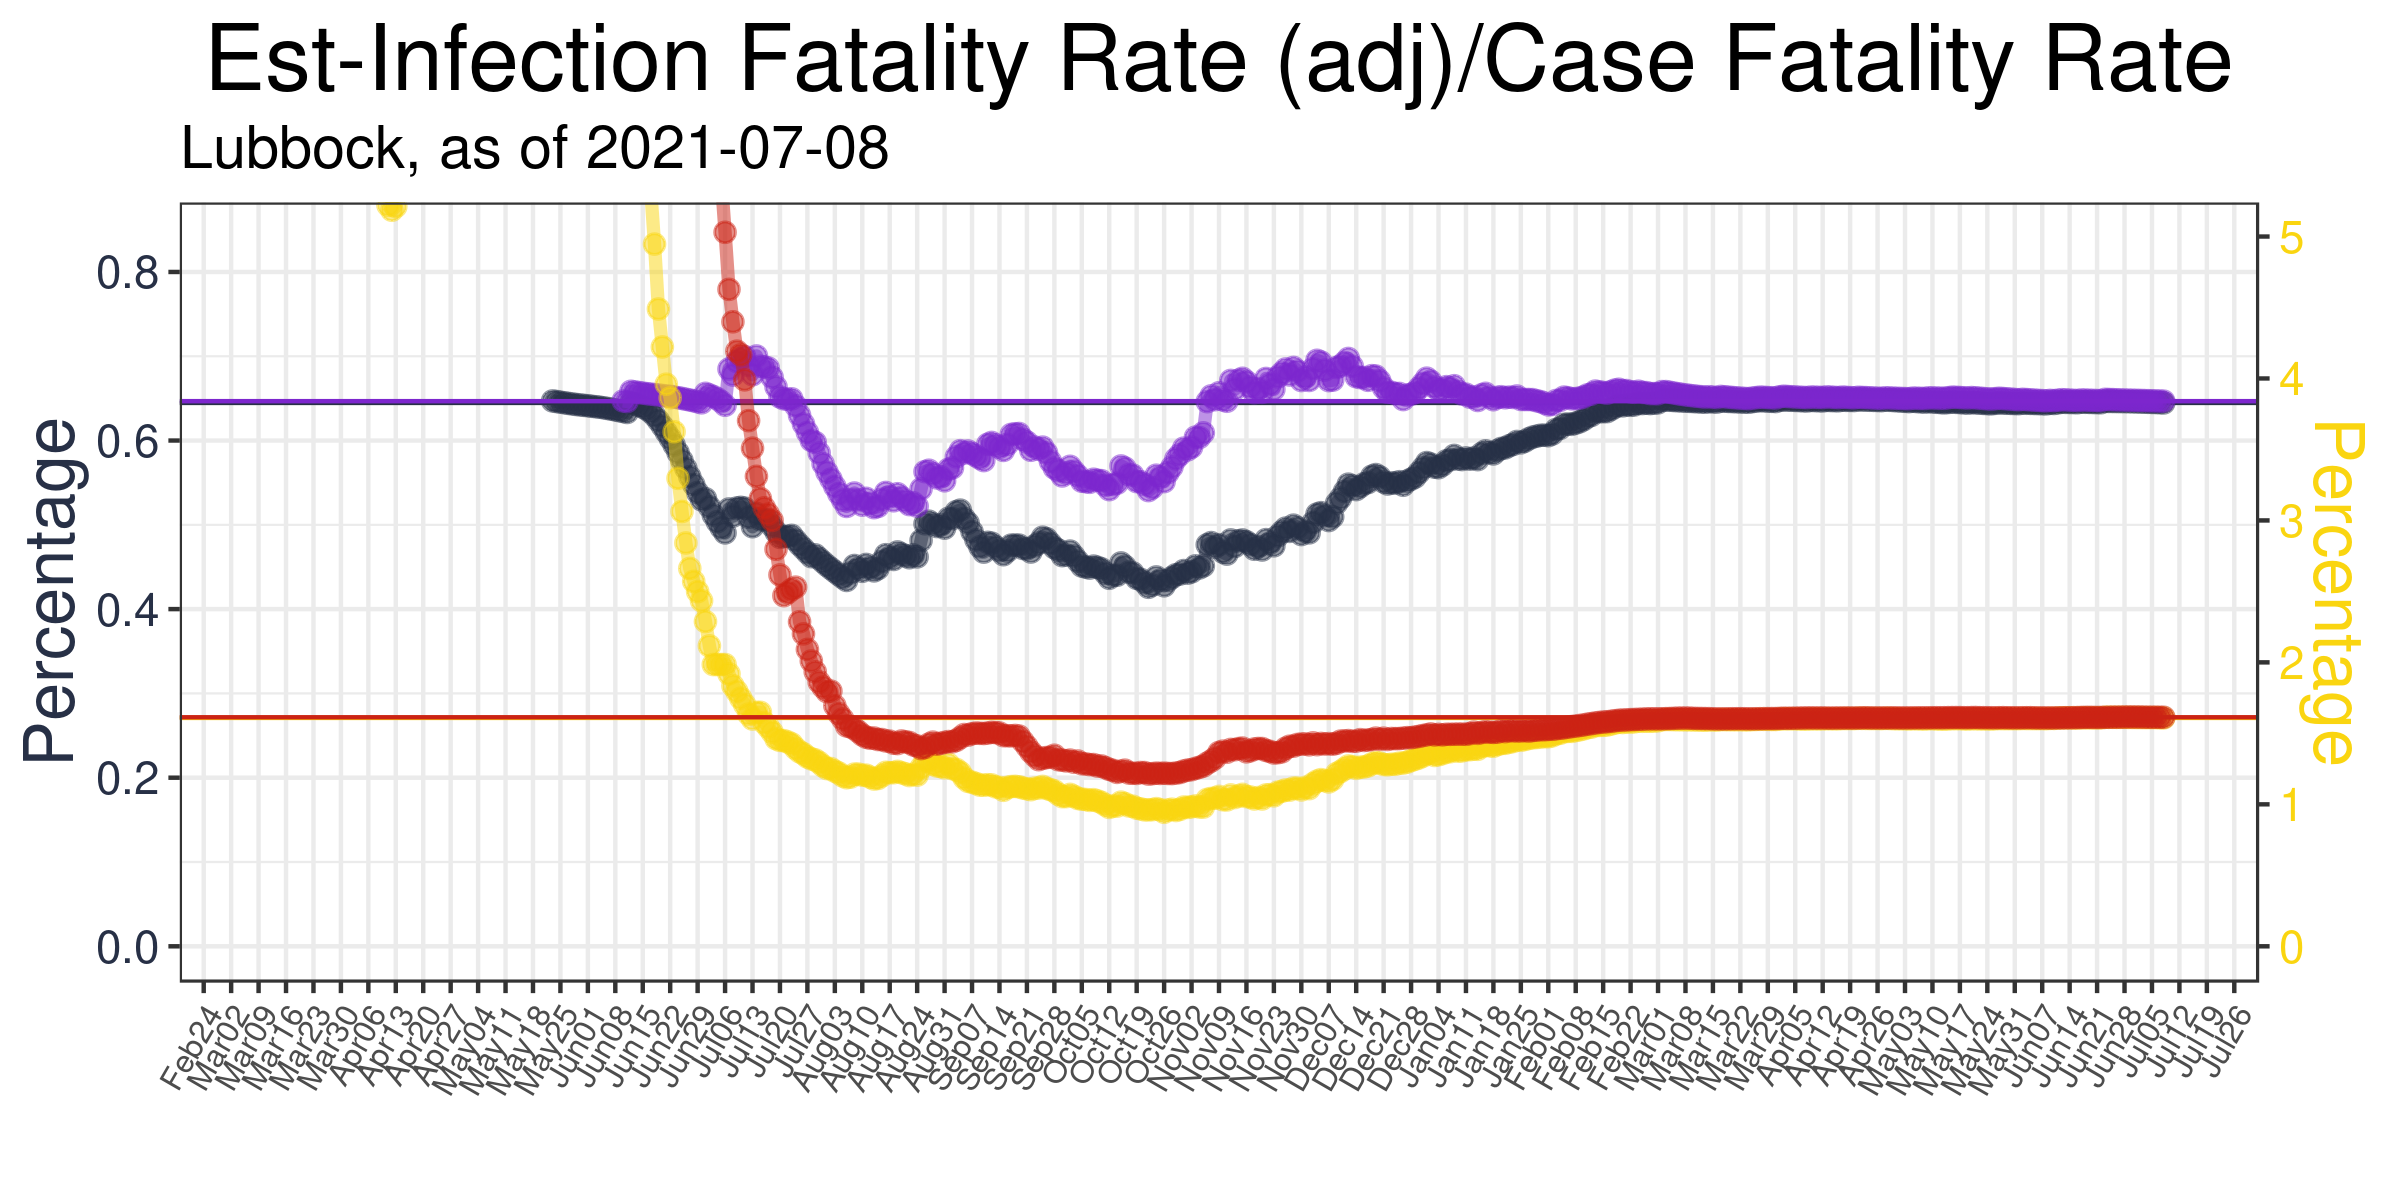 Est-Infection Fatality Rate (adj)/Case Fatality Rate
Lubbock, as of 2021-07-08
Percentage
0.8
0.6
0.4
0.2
0.0
5
4
3
2
1
0
Percentage
Feb24
Mar02
Mar09
Mar16
Mar23
Mar30
Apr06
Apr13
Apr20
Apr27
May04
May11
May18
May25
Jun01
Jun08
Jun15
Jun22
Jun29
Jul06
Jul13
Jul20
Jul27
Aug03
Aug10
Aug17
Aug24
Aug31
Sep07
Sep14
Sep21
Sep28
Oct05
Oct12
Oct19
Oct26
Nov02
Nov09
Nov16
Nov23
Nov30
Dec07
Dec14
Dec21
Dec28
Jan04
Jan11
Jan18
Jan25
Feb01
Feb08
Feb15
Feb22
Mar01
Mar08
Mar15
Mar22
Mar29
Apr05
Apr12
Apr19
Apr26
May03
May10
May17
May24
May31
Jun07
Jun14
Jun21
Jun28
Jul05
Jul12
Jul19
Jul26